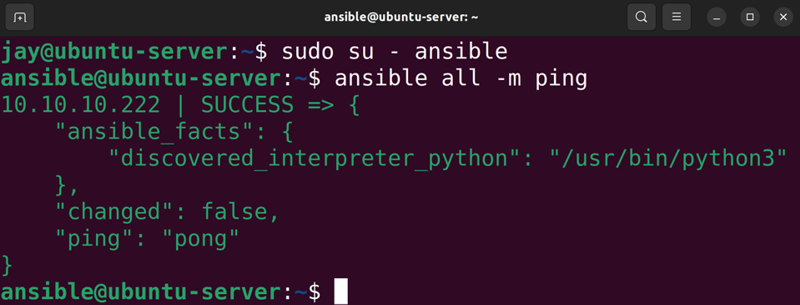 ansible@ubuntu-server: ~
jay@ubuntu-server:~$ sudo su - ansible
ansible@ubuntu-server:~$ ansible all -m ping
10.10.10.222 | SUCCESS => {
    "ansible_facts": {
        "discovered_interpreter_python": "/usr/bin/python3"
    },
    "changed": false,
    "ping": "pong"
}
ansible@ubuntu-server:~$